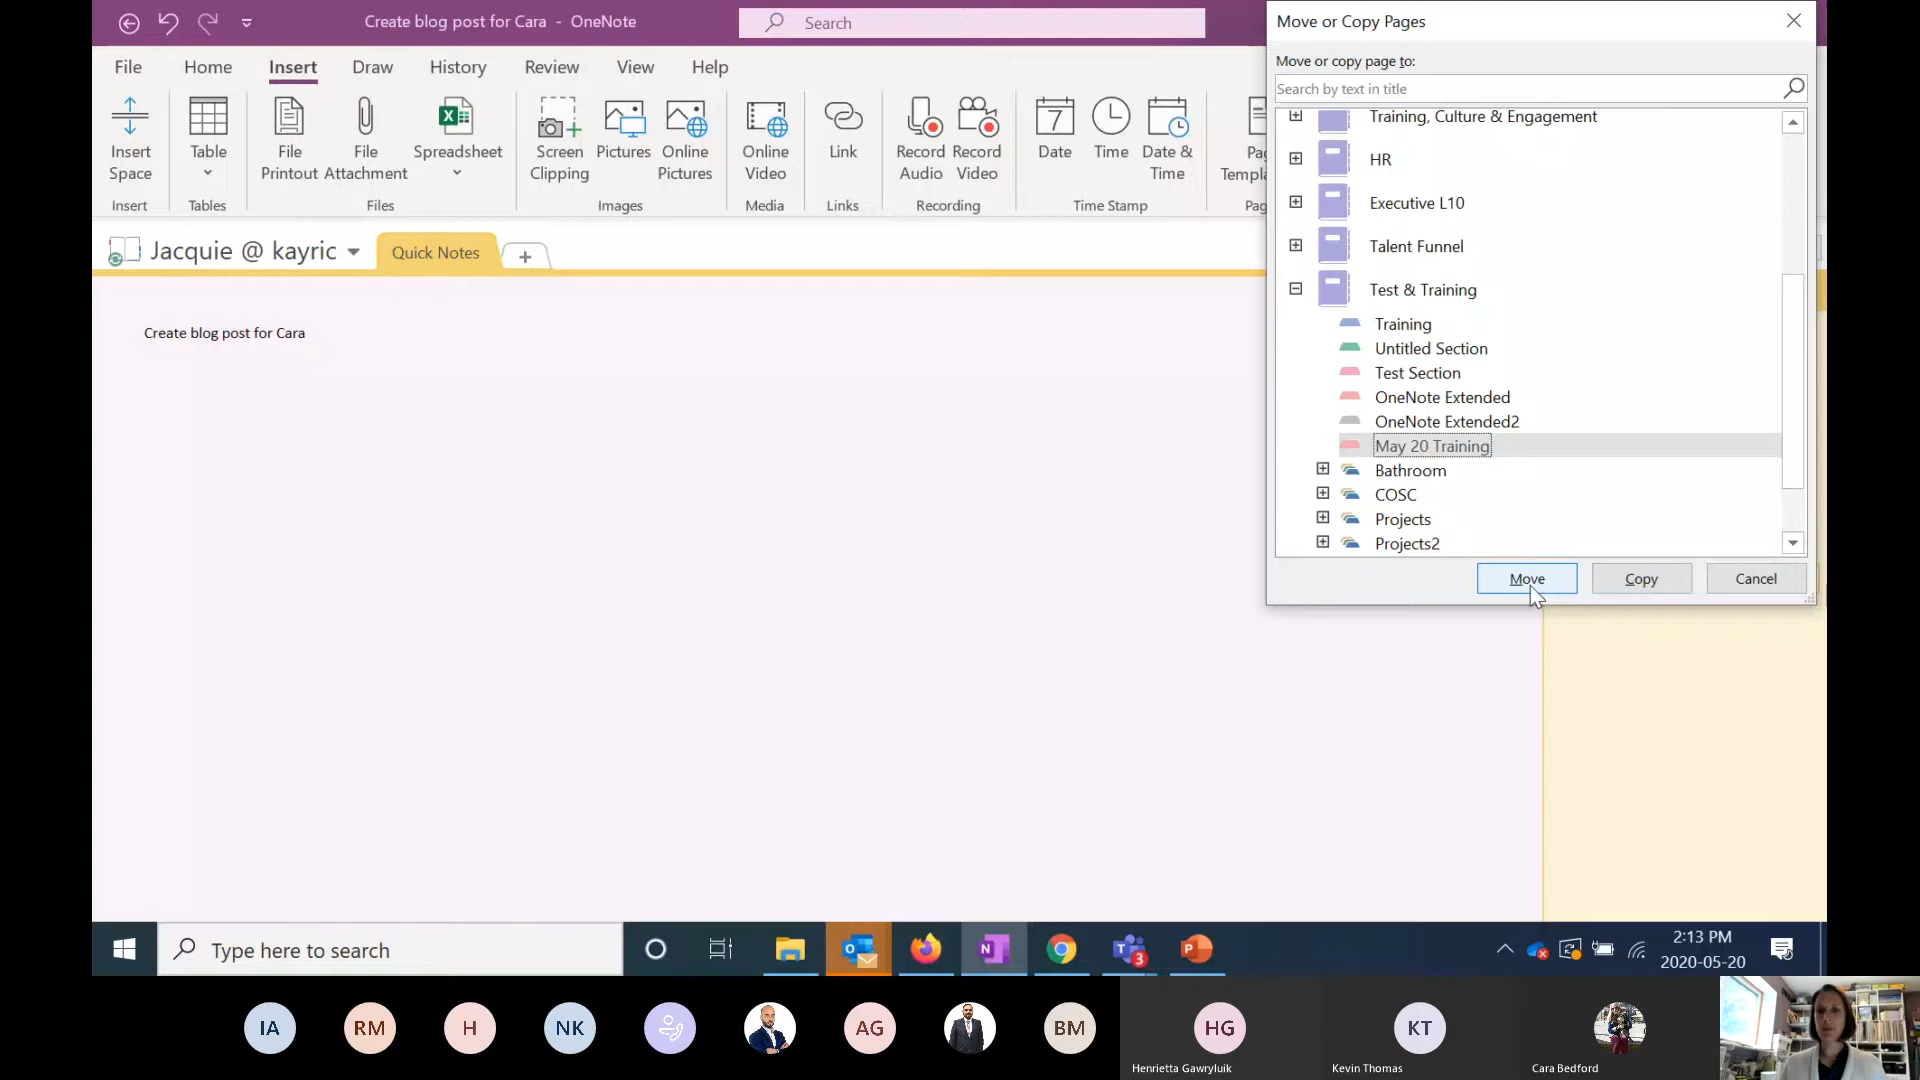 Create blog post for Cara - OneNote
Search
File Home Insert Draw History Review View Help
Insert Space
Table
File Printout
File Attachment
Spreadsheet
Screen Clipping
Pictures
Online Pictures
Online Video
Link
Record Audio
Record Video
Date
Time
Date & Time
Pag
Templ
Insert Tables Files Images Media Links Recording Time Stamp Pag
Jacquie @ kayric
Quick Notes
+
Create blog post for Cara
Move or Copy Pages
Move or copy page to:
Search by text in title
Training, Culture & Engagement
HR
Executive L10
Talent Funnel
Test & Training
Training
Untitled Section
Test Section
OneNote Extended
OneNote Extended2
May 20 Training
Bathroom
COSC
Projects
Projects2
Move Copy Cancel
Type here to search
3
2:13 PM
2020-05-20
IA RM H NK AG BM HG KT
Henrietta Gawryluik
Kevin Thomas
Cara Bedford